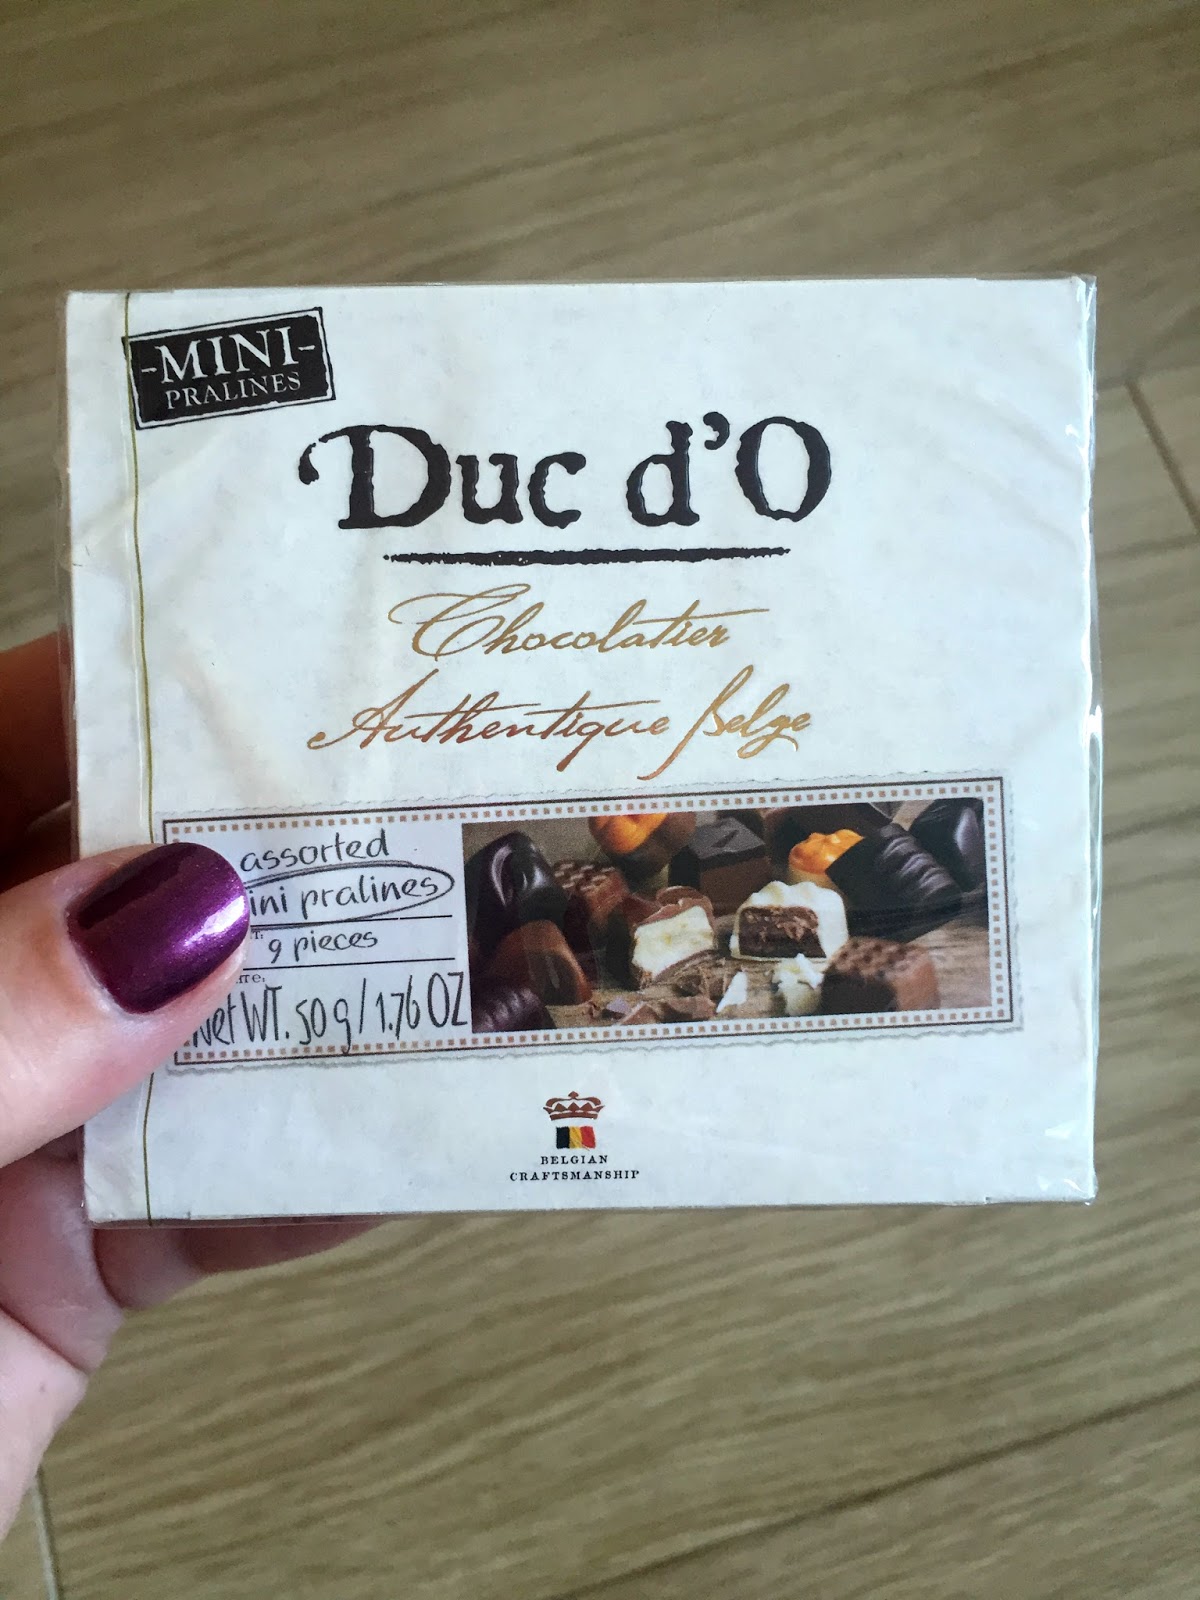 -MINI-
PRALINES
Duc d'O
Chocolatier
Authentique Belge
assorted
ini pralines
T: 9 pieces
Net WT. 50 g / 1.76 OZ
BELGIAN
CRAFTSMANSHIP